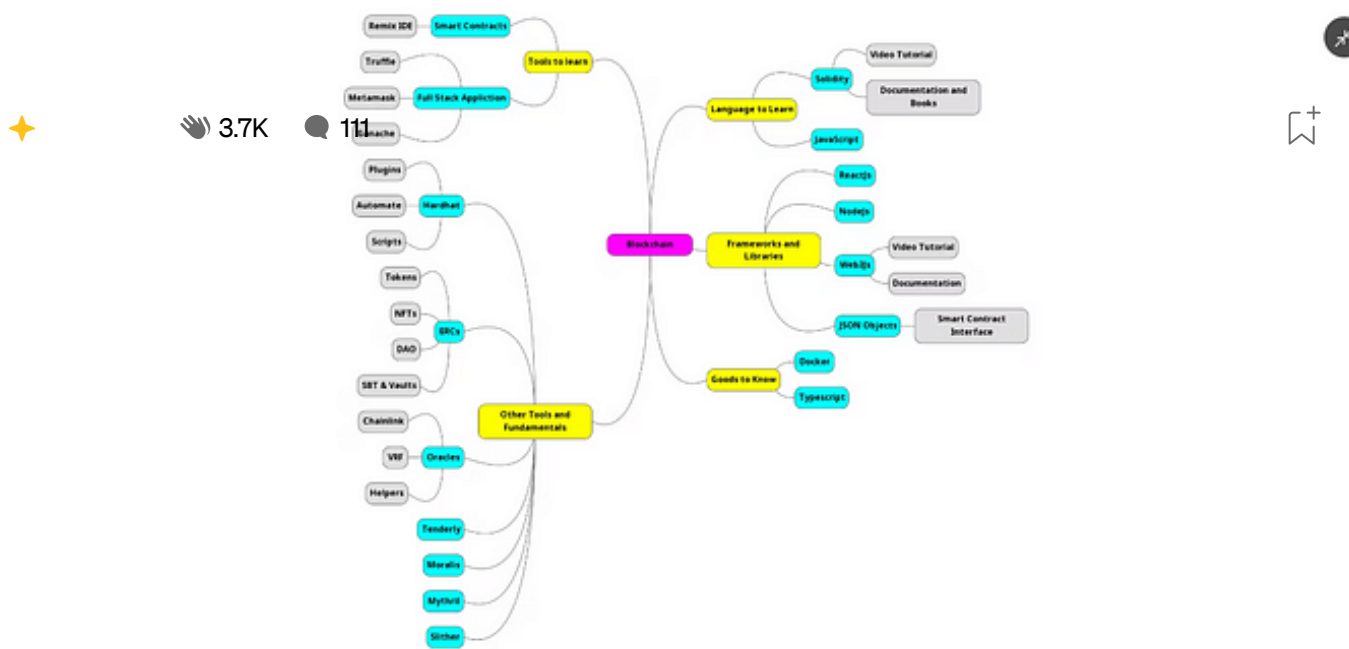 Remix IDE
Smart Contracts
Tools to learn
Truffle
Metamask
Full Stack Appliction
3.7K
111
Plugins
Automate
Hardhat
Scripts
Tokens
NFTs
ERCs
DAO
SBT & Vaults
Other Tools and
Fundamentals
Chainlink
VRF
Oracles
Helpers
Tenderly
Moralis
Mythril
Slither
Blockchain
Language to Learn
Solidity
Video Tutorial
Documentation and
Books
JavaScript
Frameworks and
Libraries
ReactJs
NodeJs
Web3Js
Video Tutorial
Documentation
JSON Objects
Smart Contract
Interface
Goods to Know
Docker
Typescript